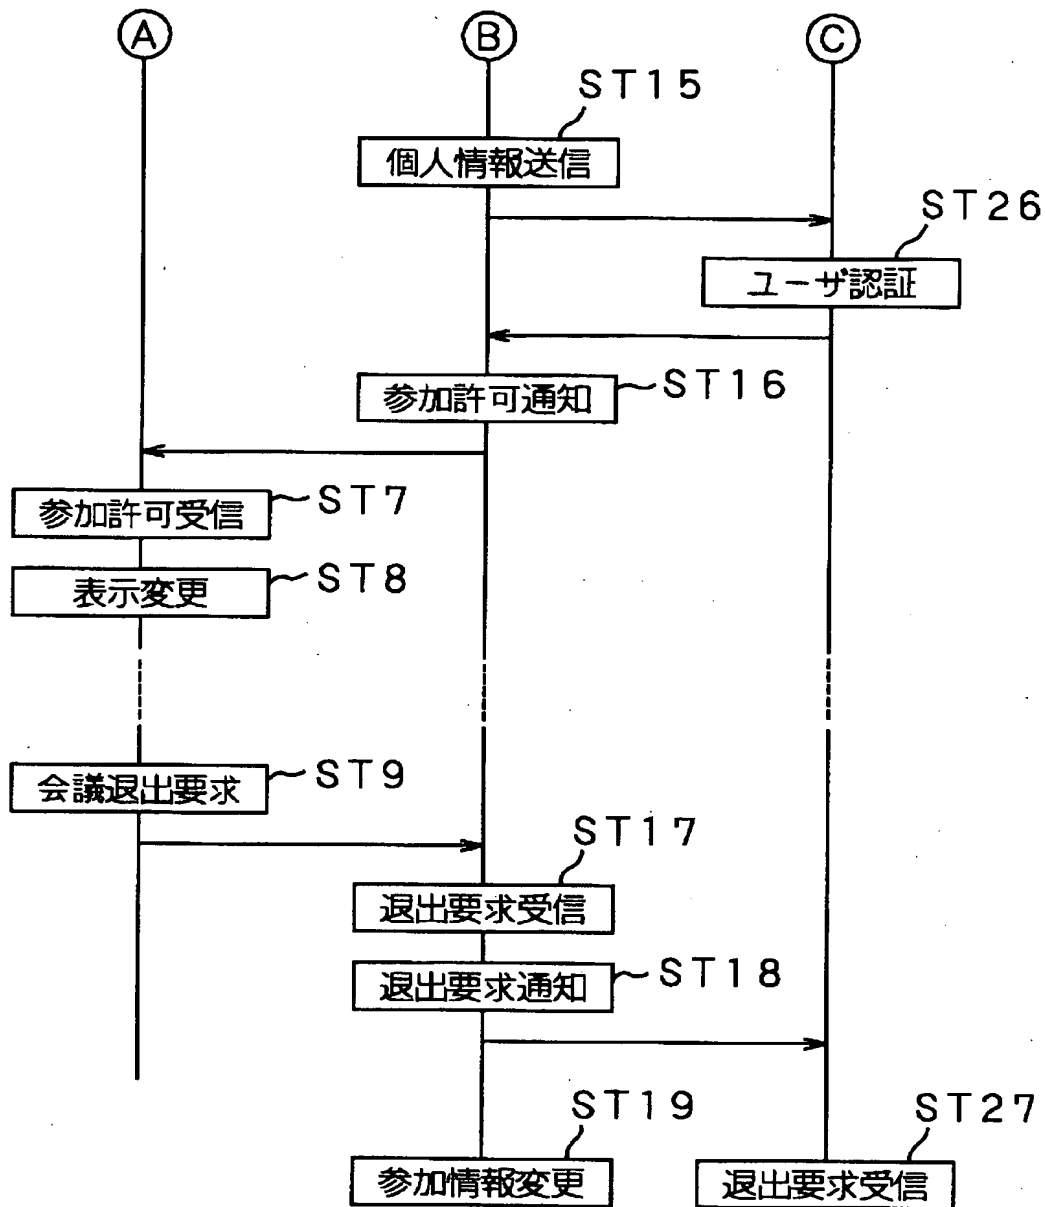 A B C
ST15
個人情報送信
ST26
ユーザ認証
参加許可通知 ST16
参加許可受信 ST7
表示変更 ST8
会議退出要求 ST9
ST17
退出要求受信
退出要求通知 ST18
ST19 ST27
参加情報変更 退出要求受信